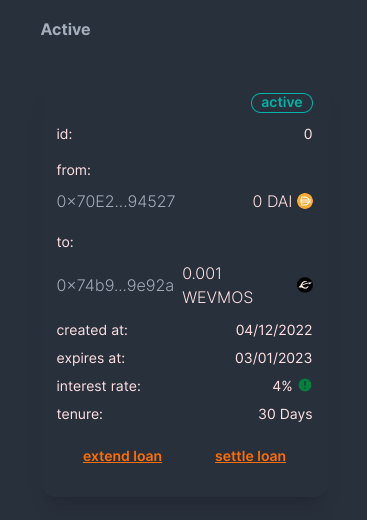 Active
active
id: 0
from:
0×70E2...94527 0 DAI
to:
0×74b9...9e92a 0.001
WEVMOS
created at: 04/12/2022
expires at: 03/01/2023
interest rate: 4%
tenure: 30 Days
extend loan settle loan